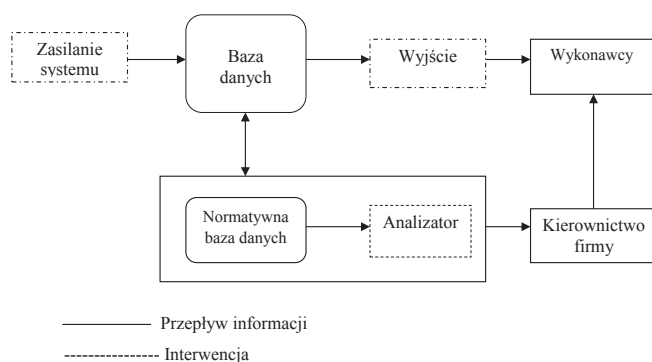 Zasilanie
systemu
Baza
danych
Wyjście
Wykonawcy
Normatywna
baza danych
Analizator
Kierownictwo
firmy
Przepływ informacji
Interwencja